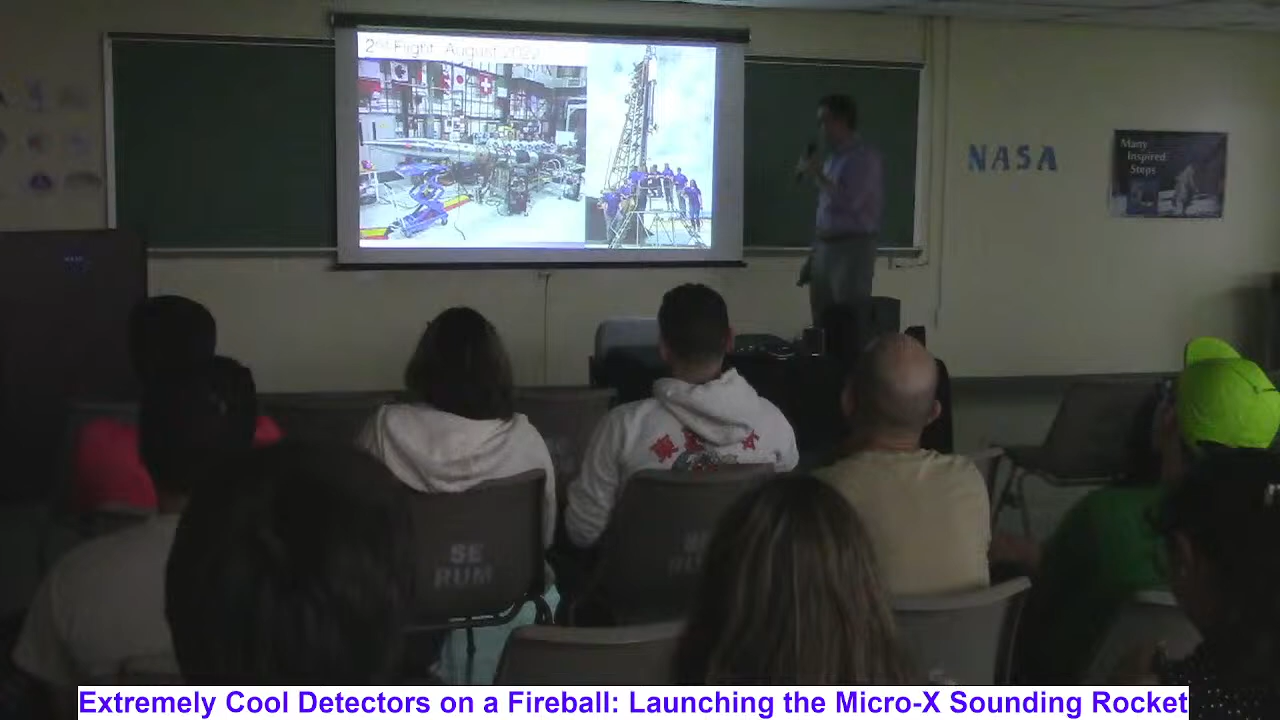 2nd Flight, August 2022
NASA
Many
Inspired
Steps
SE
RUM
Extremely Cool Detectors on a Fireball: Launching the Micro-X Sounding Rocket